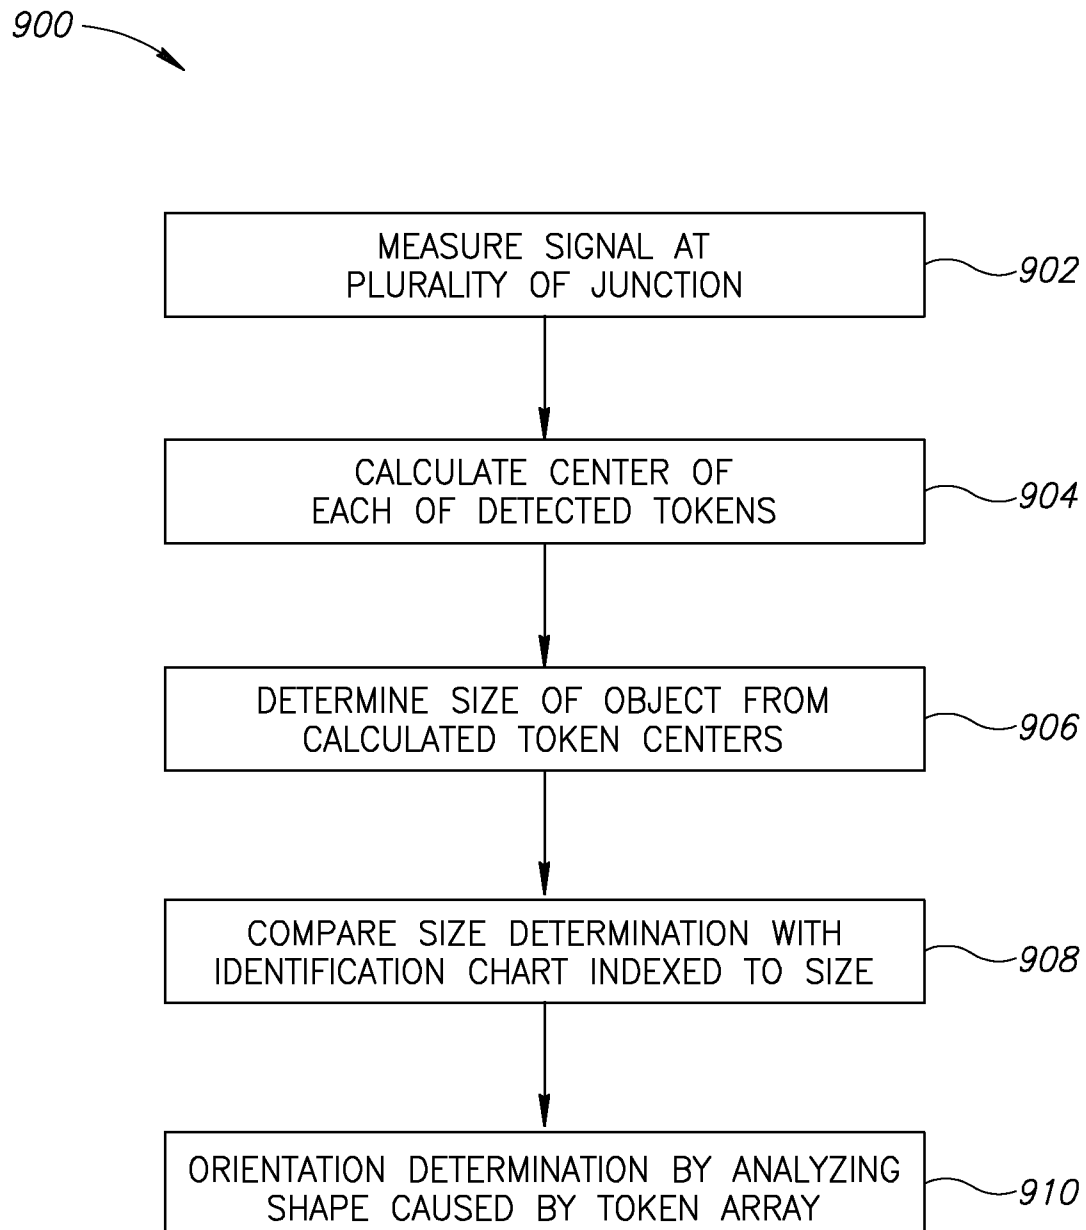 900
MEASURE SIGNAL AT
PLURALITY OF JUNCTION
902
CALCULATE CENTER OF
EACH OF DETECTED TOKENS
904
DETERMINE SIZE OF OBJECT FROM
CALCULATED TOKEN CENTERS
906
COMPARE SIZE DETERMINATION WITH
IDENTIFICATION CHART INDEXED TO SIZE
908
ORIENTATION DETERMINATION BY ANALYZING
SHAPE CAUSED BY TOKEN ARRAY
910